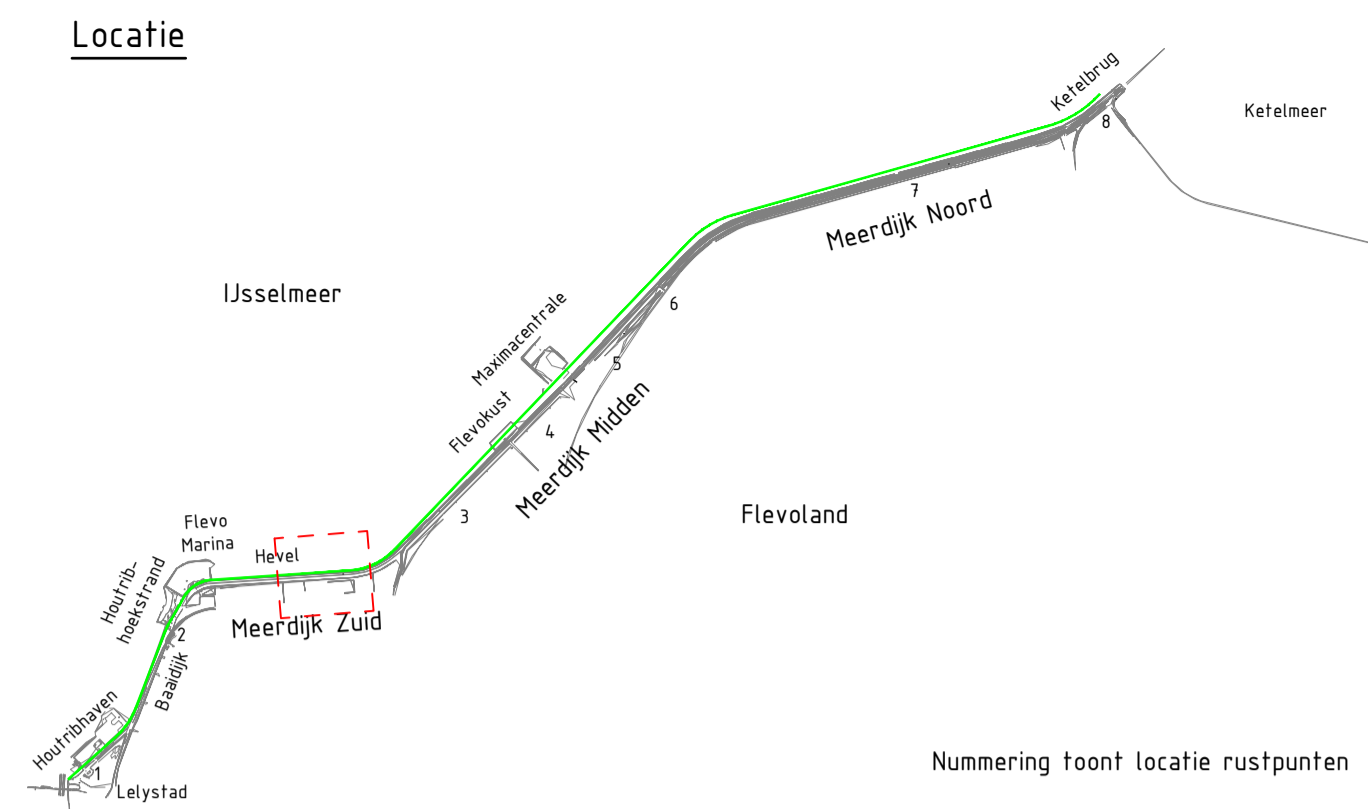 Locatie
Ketelbrug
Ketelmeer
8
7
Meerdijk Noord
IJsselmeer
6
Maximacentrale
5
Flevokust
4
Meerdijk Midden
3
Flevoland
Flevo
Marina
Hevel
Houtrib-
hoekstrand
Meerdijk Zuid
2
Baaidijk
Houtribhaven
1
Lelystad
Nummering toont locatie rustpunten